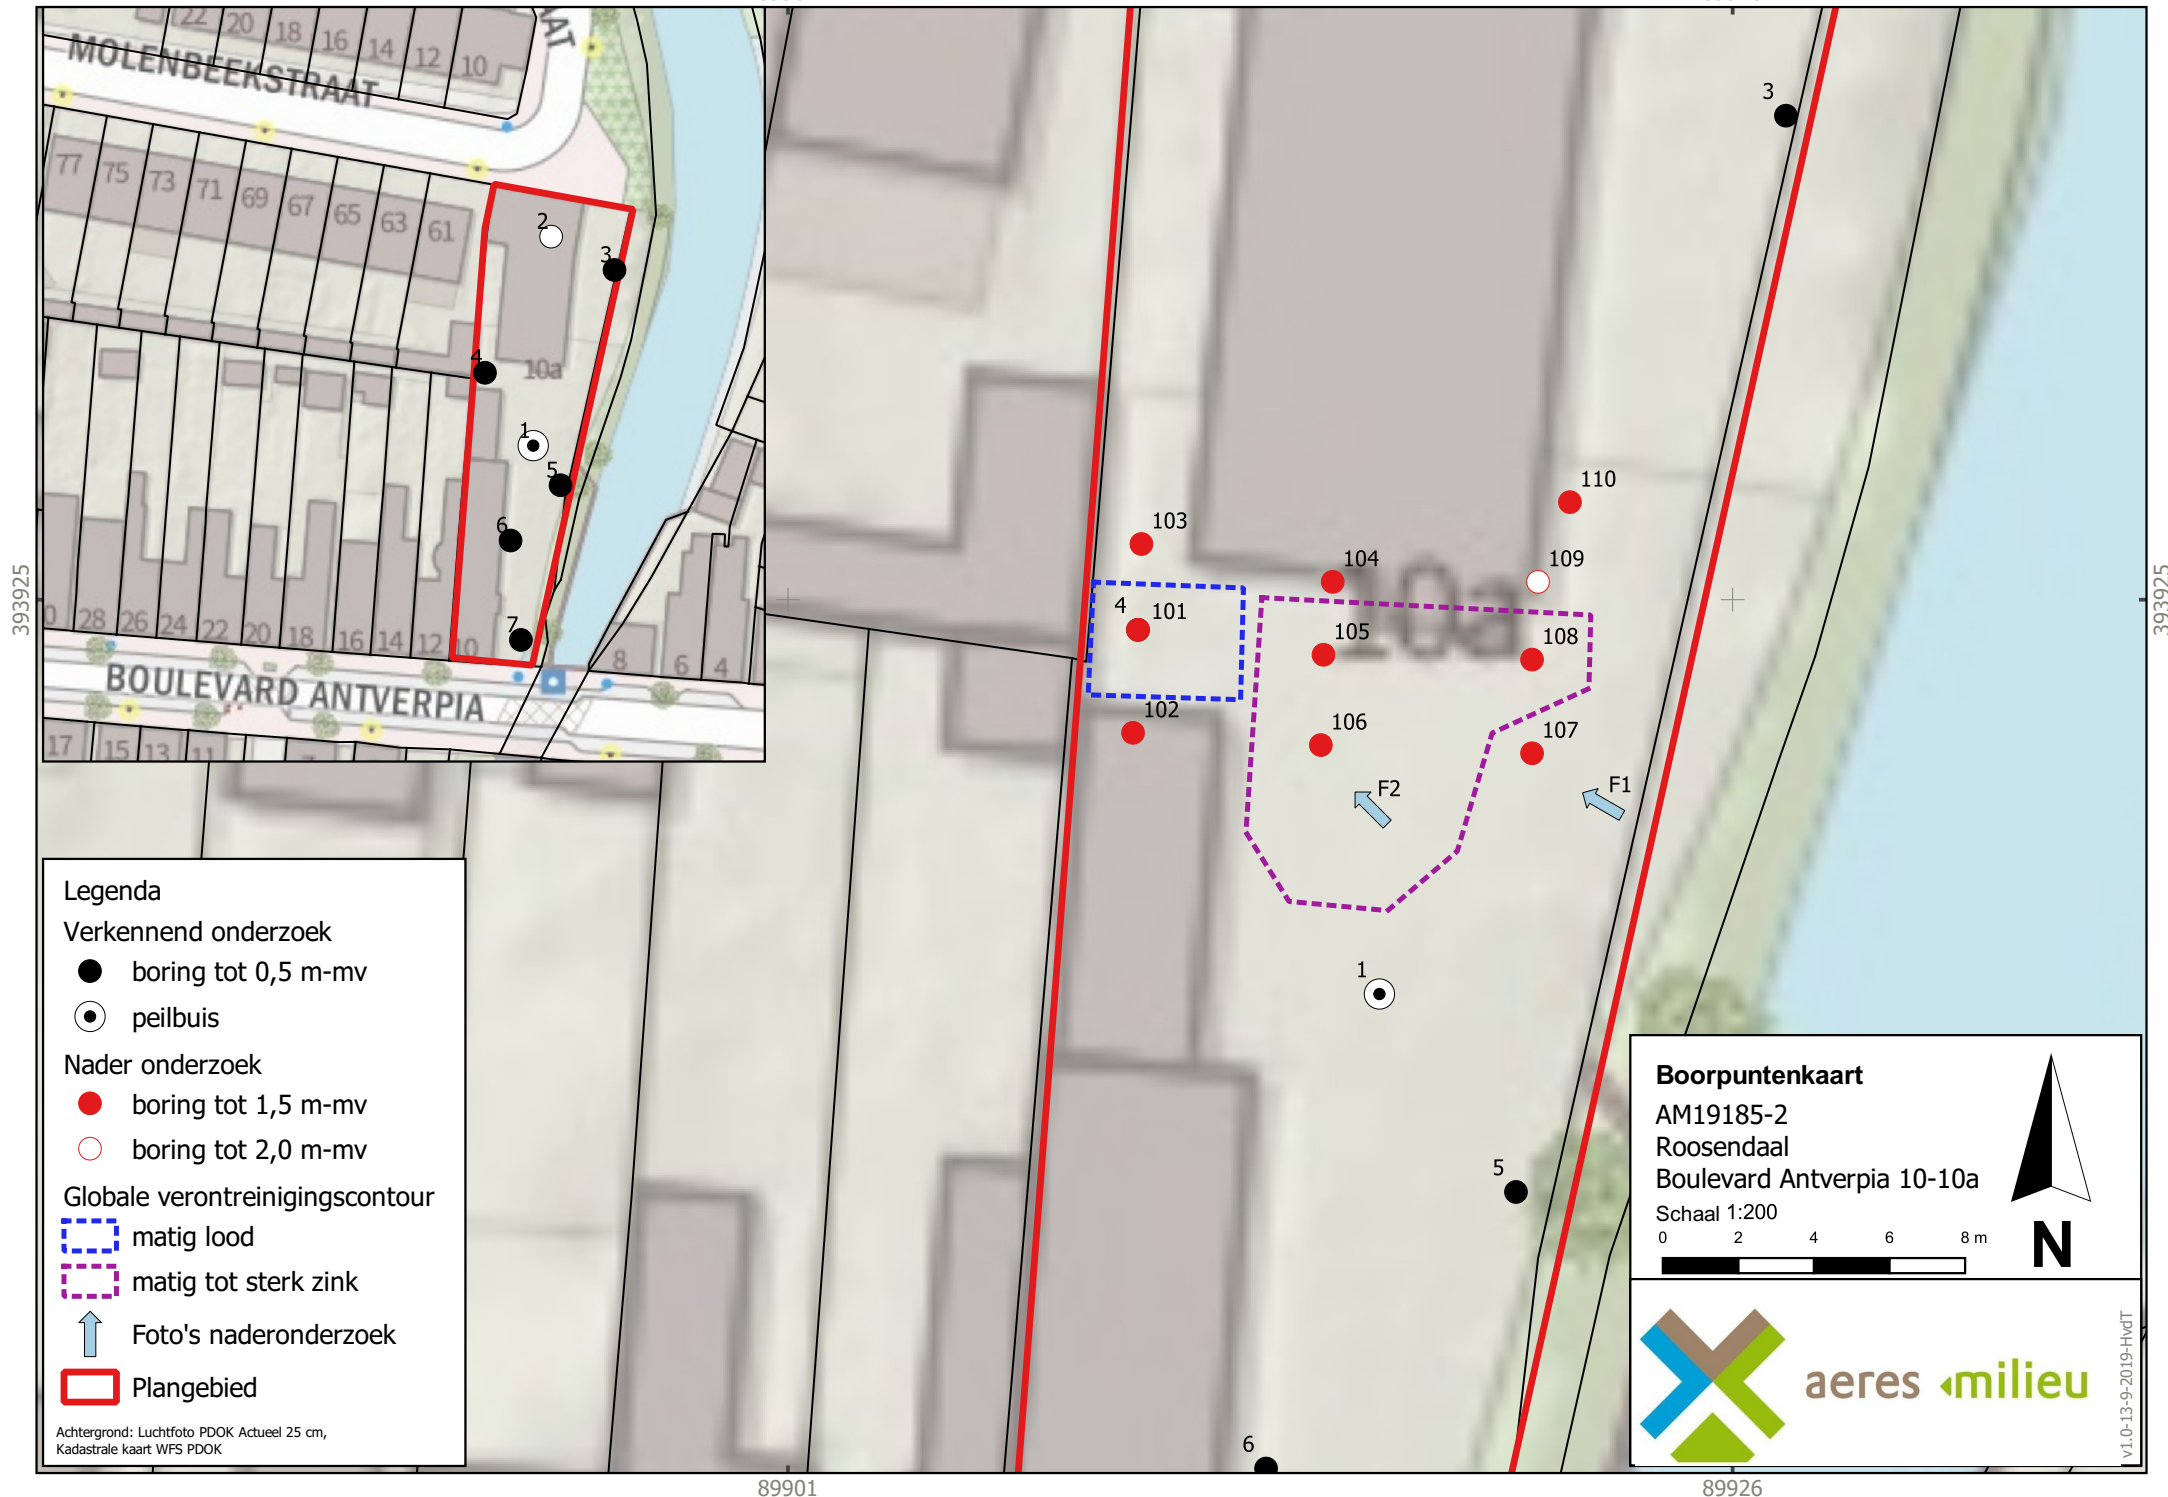 MOLENBEEKSTRAAT
AAT
22
20
18
16
14
12
10
77
75
73
71
69
67
65
63
61
2
3
4
10a
1
5
6
7
28
26
24
22
20
18
16
14
12
10
8
6
4
BOULEVARD ANTVERPIA
17
15
13
11
3
110
103
104
109
10a
4
101
105
108
102
106
107
F2
F1
1
5
6
393925
393925
89901
89926
Legenda
Verkennend onderzoek
boring tot 0,5 m-mv
peilbuis
Nader onderzoek
boring tot 1,5 m-mv
boring tot 2,0 m-mv
Globale verontreinigingscontour
matig lood
matig tot sterk zink
Foto's naderonderzoek
Plangebied
Achtergrond: Luchtfoto PDOK Actueel 25 cm,
Kadastrale kaart WFS PDOK
Boorpuntenkaart
AM19185-2
Roosendaal
Boulevard Antverpia 10-10a
Schaal 1:200
0 2 4 6 8 m
N
aeres milieu
v1.0-13-9-2019-HvdT